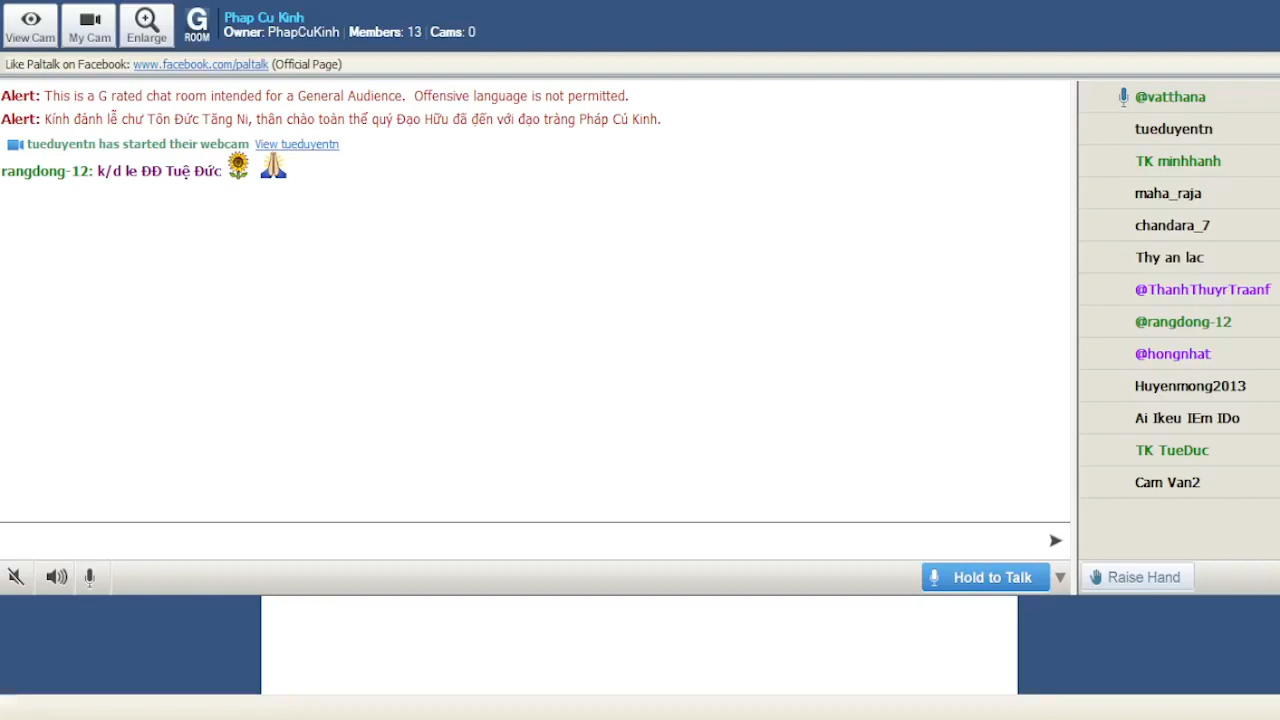 View Cam
My Cam
Enlarge
G
ROOM
Phap Cu Kinh
Owner: PhapCuKinh | Members: 13 | Cams: 0
Like Paltalk on Facebook: www.facebook.com/paltalk (Official Page)
Alert: This is a G rated chat room intended for a General Audience. Offensive language is not permitted.
Alert: Kính đảnh lễ chư Tôn Đức Tăng Ni, thân chào toàn thể quý Đạo Hữu đã đến với đạo tràng Pháp Cú Kinh.
tueduyentn has started their webcam View tueduyentn
rangdong-12: k/d le ĐĐ Tuệ Đức
@vatthana
tueduyentn
TK minhhanh
maha_raja
chandara_7
Thy an lac
@ThanhThuyrTraanf
@rangdong-12
@hongnhat
Huyenmong2013
Ai Ikeu IEm IDo
TK TueDuc
Cam Van2
Hold to Talk
Raise Hand